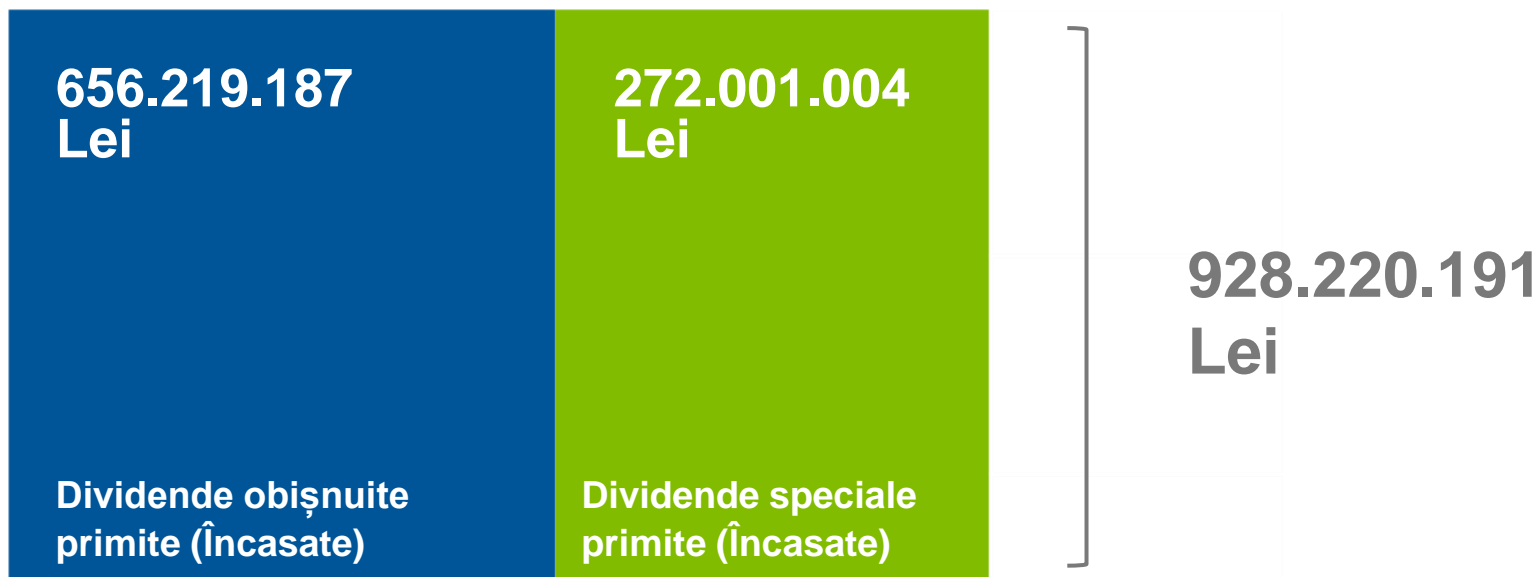 656.219.187
Lei
Dividende obișnuite
primite (Încasate)
272.001.004
Lei
Dividende speciale
primite (Încasate)
928.220.191
Lei